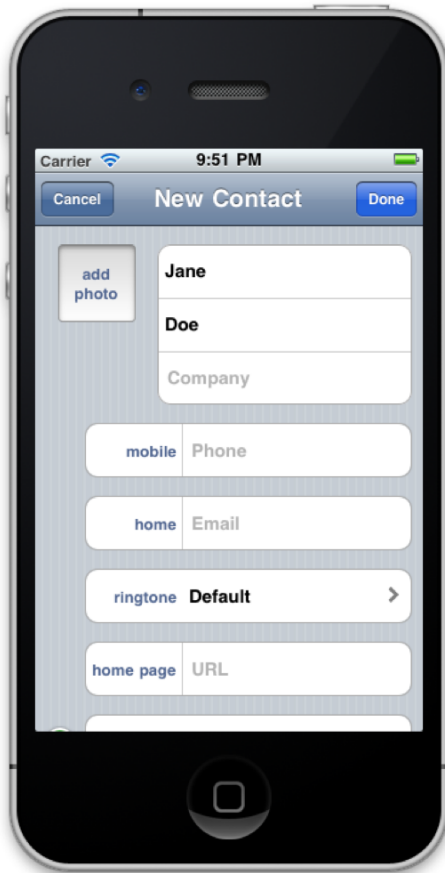 Carrier 9:51 PM
Cancel New Contact Done
add
photo
Jane
Doe
Company
mobile Phone
home Email
ringtone Default
home page URL